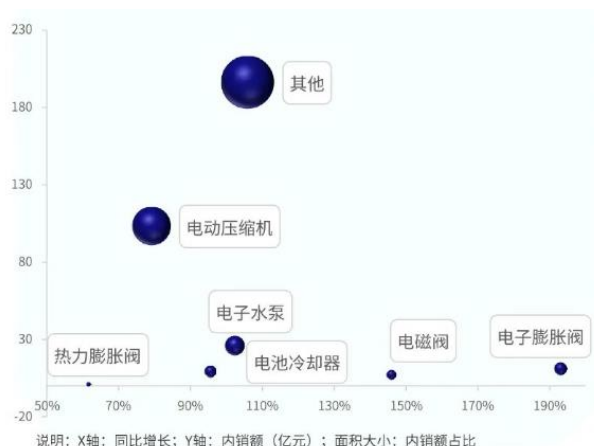 230
180
其他
130
电动压缩机
80
电子水泵
30
热力膨胀阀
电池冷却器
电磁阀
电子膨胀阀
-20
50% 70% 90% 110% 130% 150% 170% 190%
说明：X轴：同比增长；Y轴：内销额（亿元）；面积大小：内销额占比